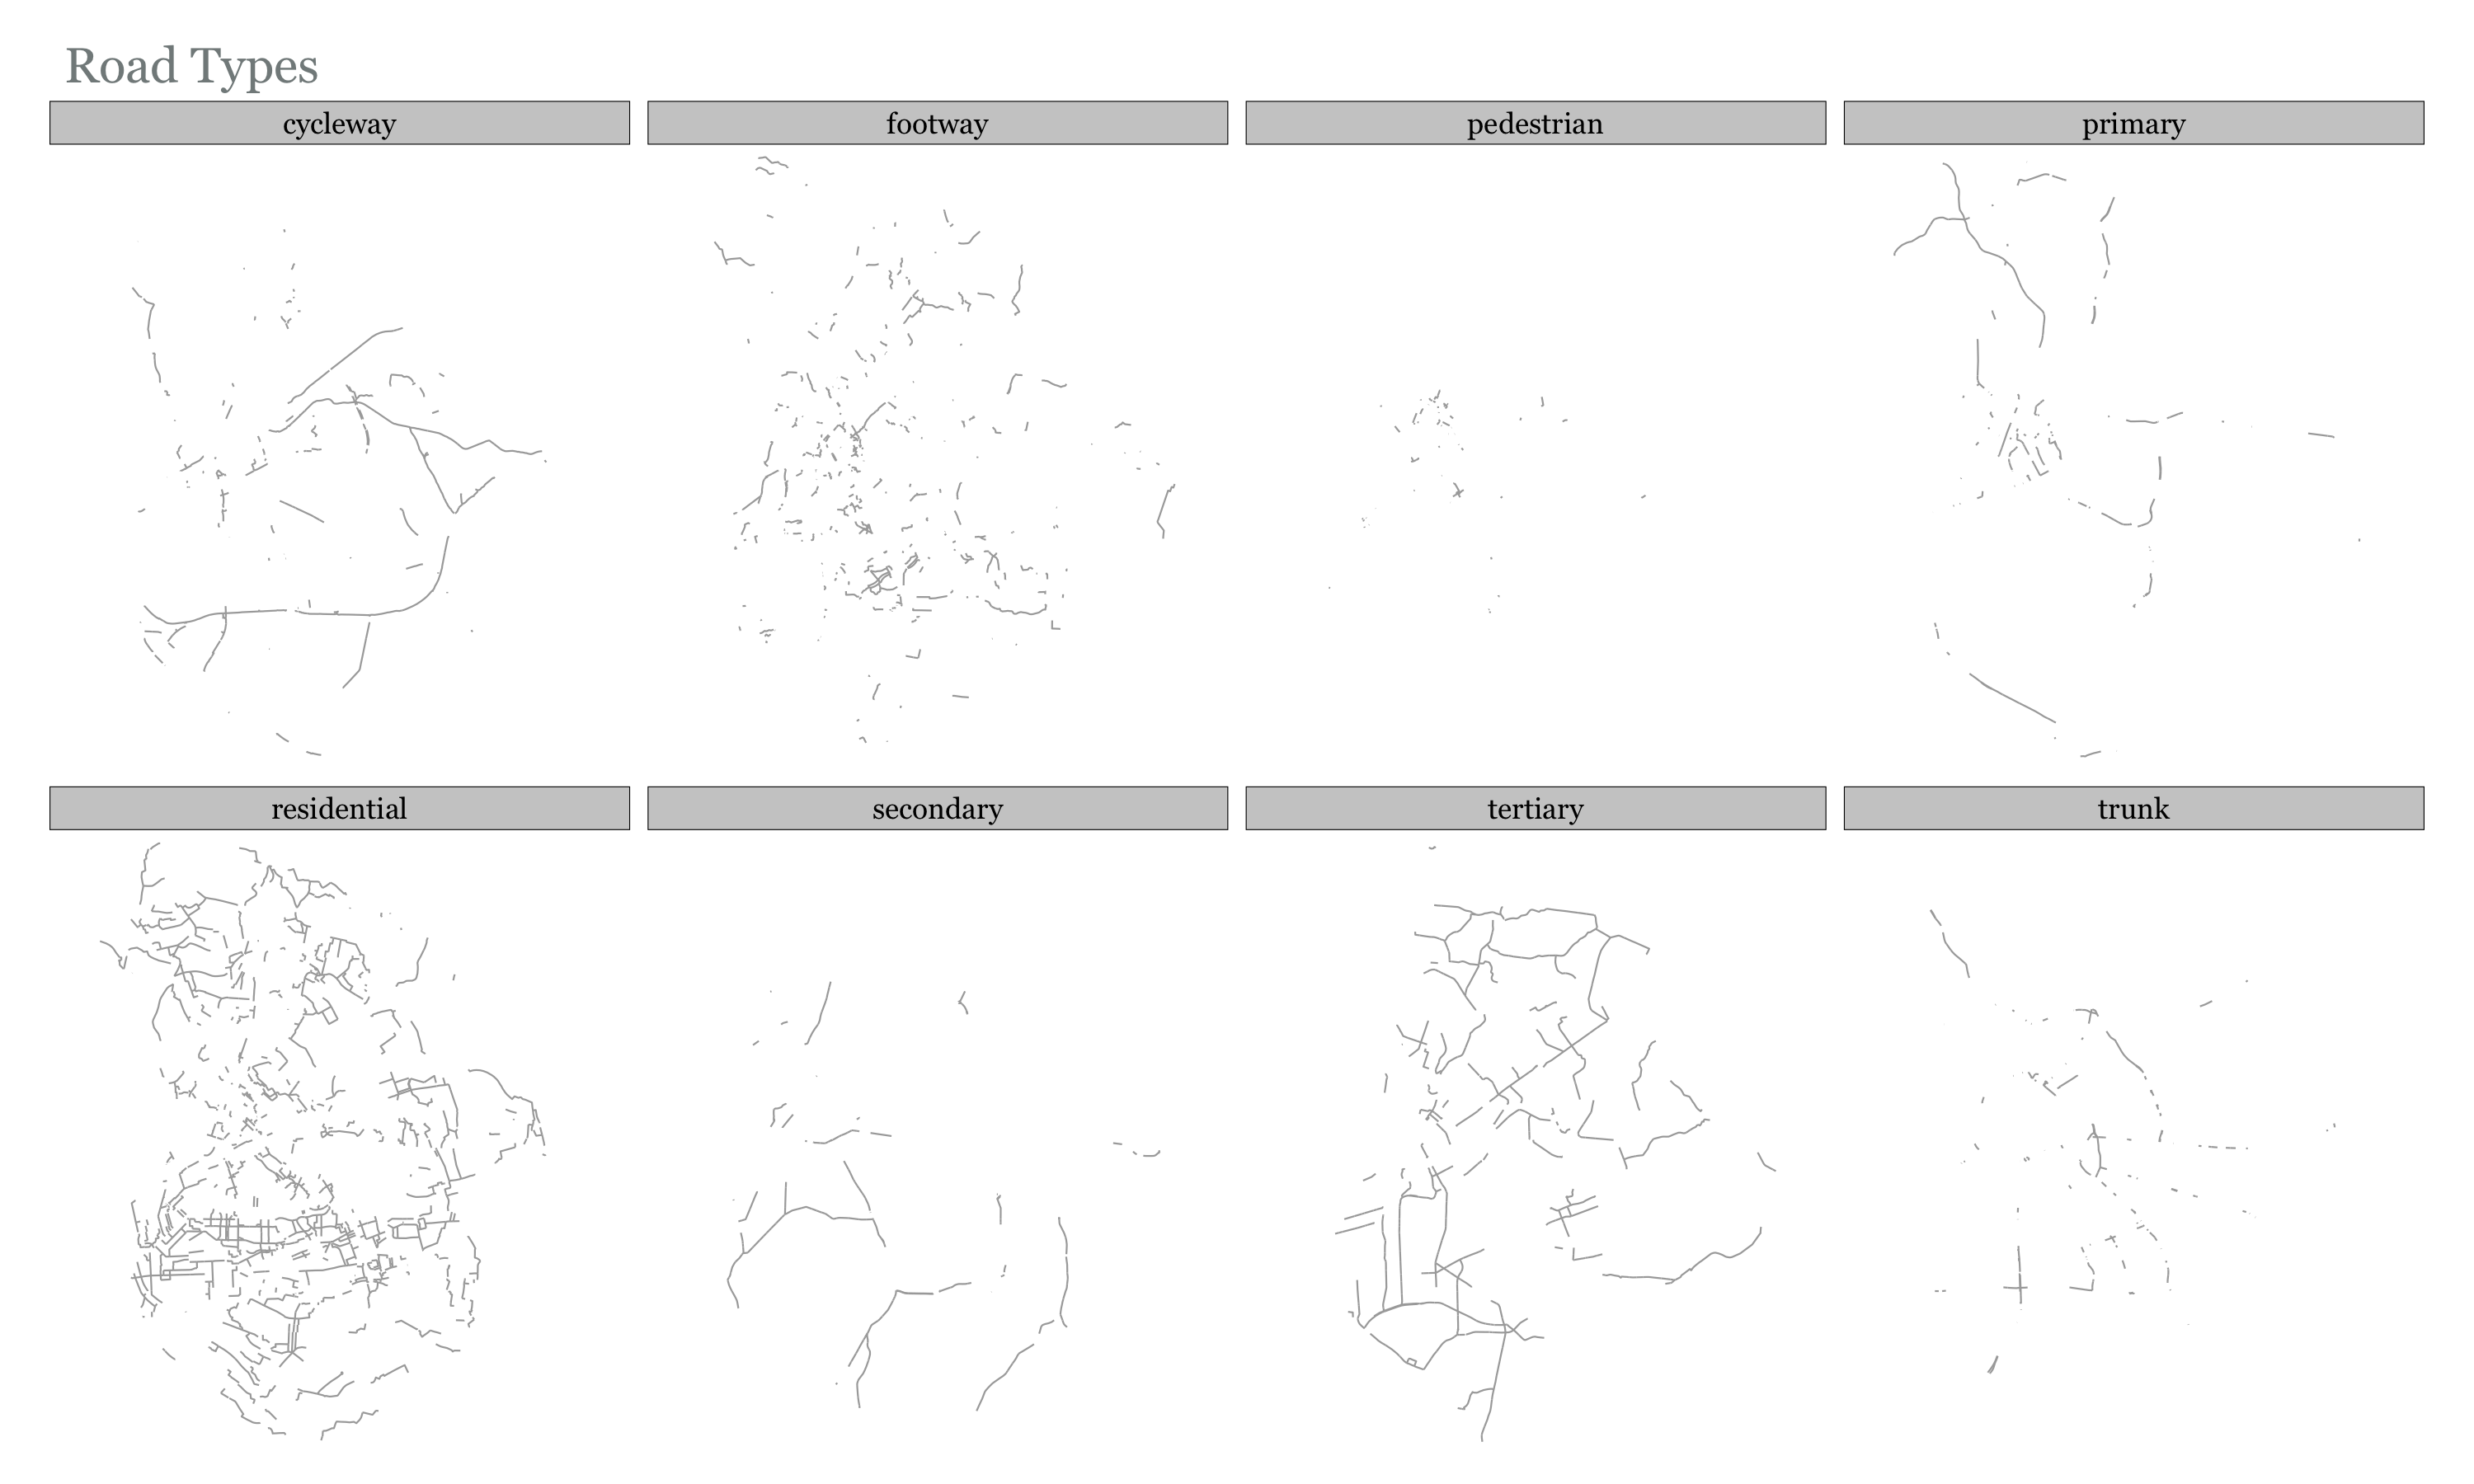 Road Types
cycleway
footway
pedestrian
primary
residential
secondary
tertiary
trunk